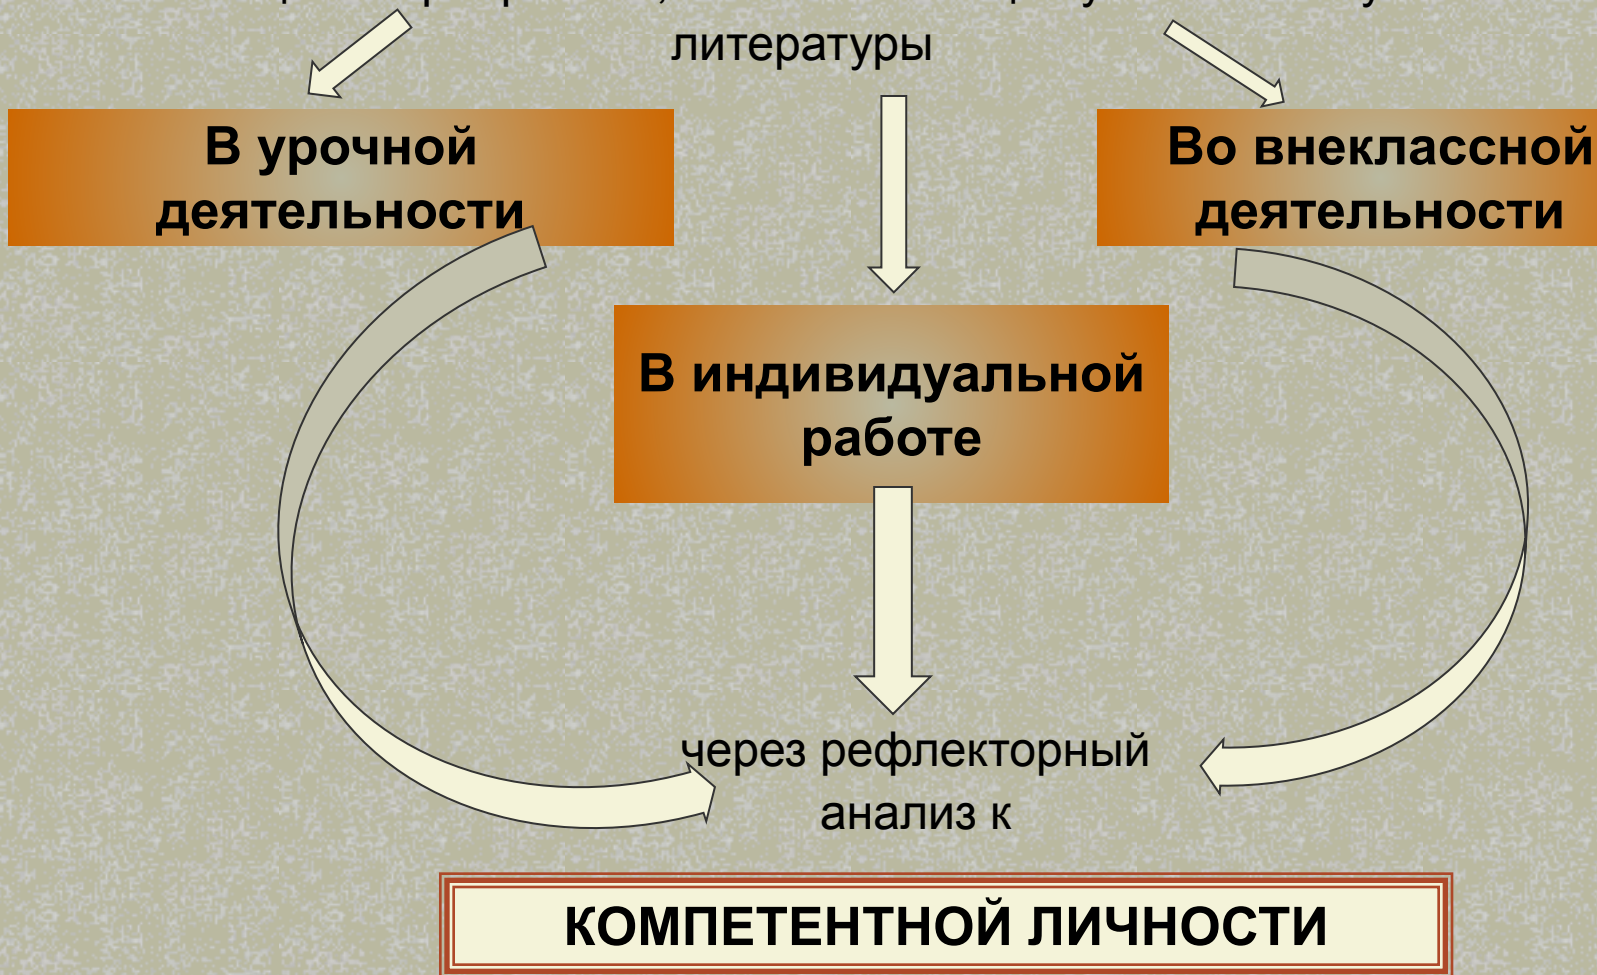 литературы
В урочной
деятельности
Во внеклассной
деятельности
В индивидуальной
работе
через рефлекторный
анализ к
КОМПЕТЕНТНОЙ ЛИЧНОСТИ